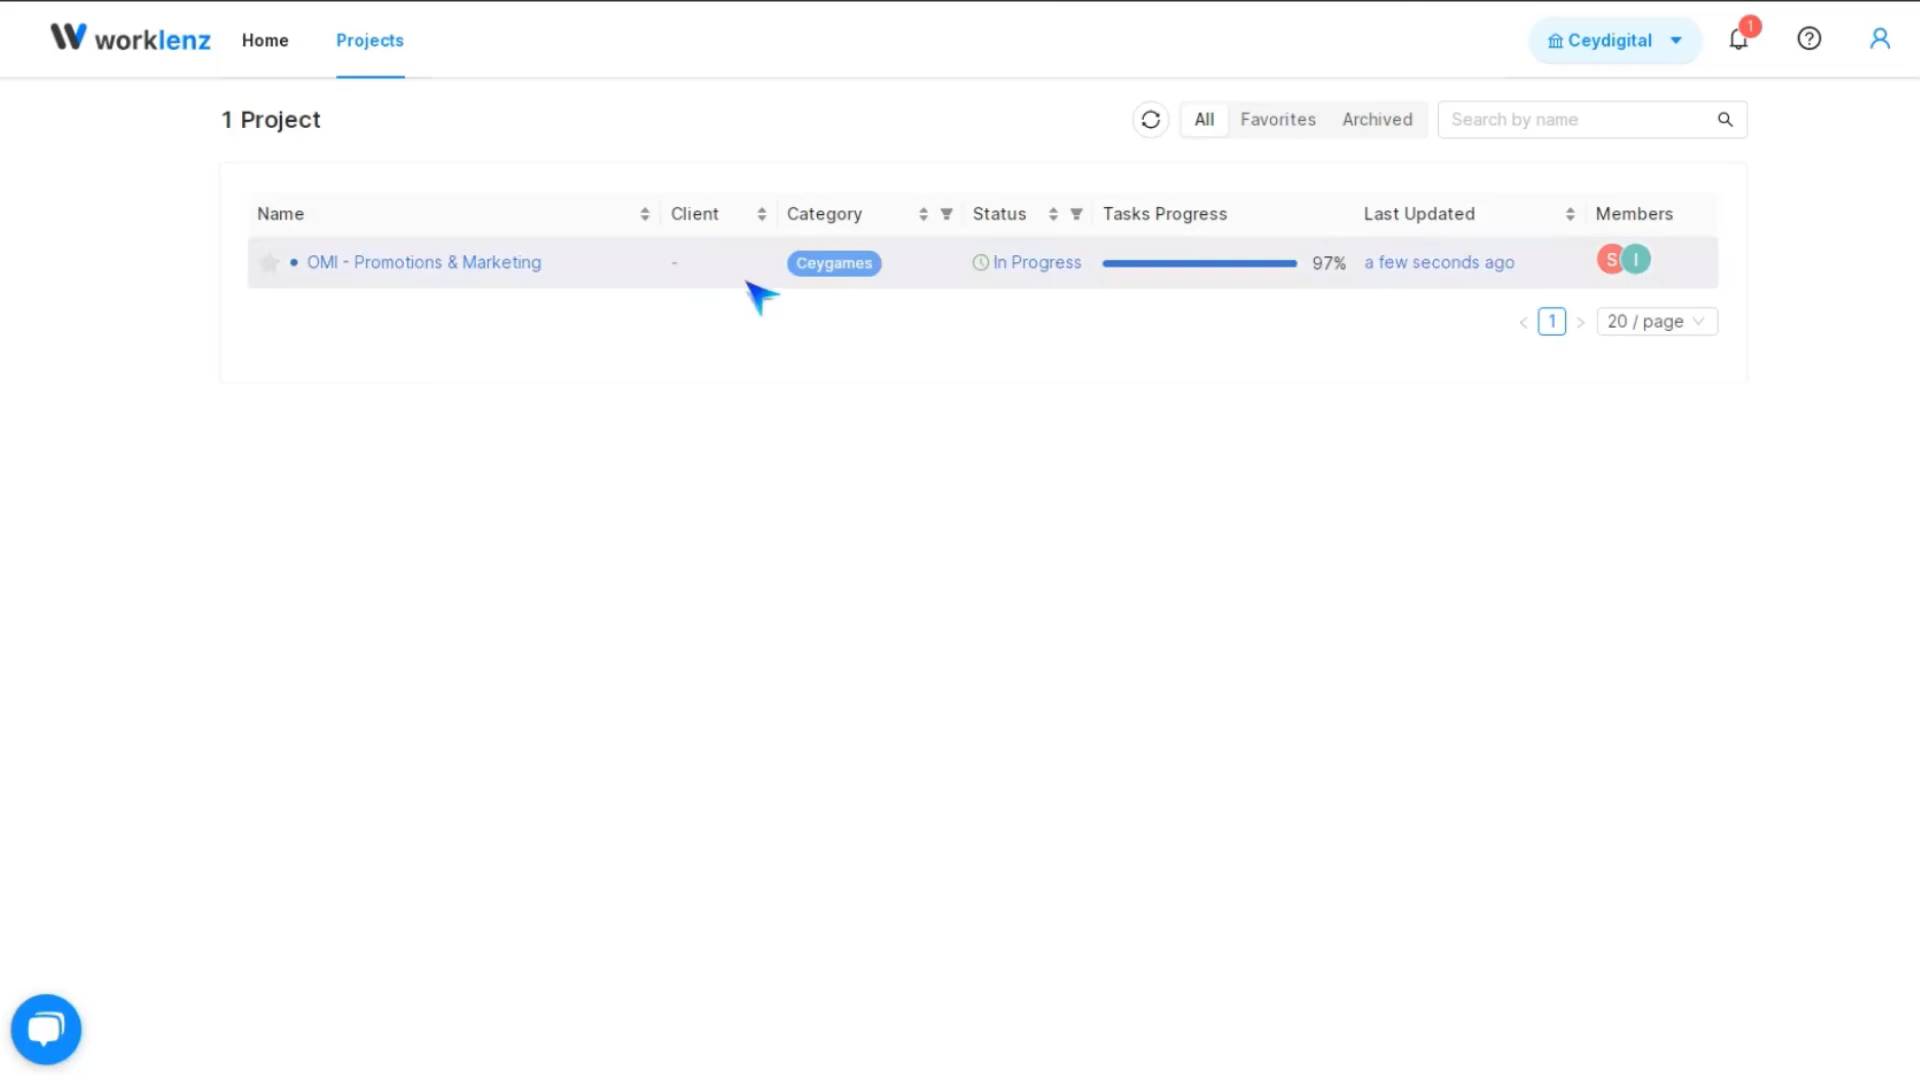 worklenz Home Projects Ceydigital 1
1 Project All Favorites Archived Search by name
Name Client Category Status Tasks Progress Last Updated Members
OMI - Promotions & Marketing - Ceygames In Progress 97% a few seconds ago S I
< 1 > 20 / page